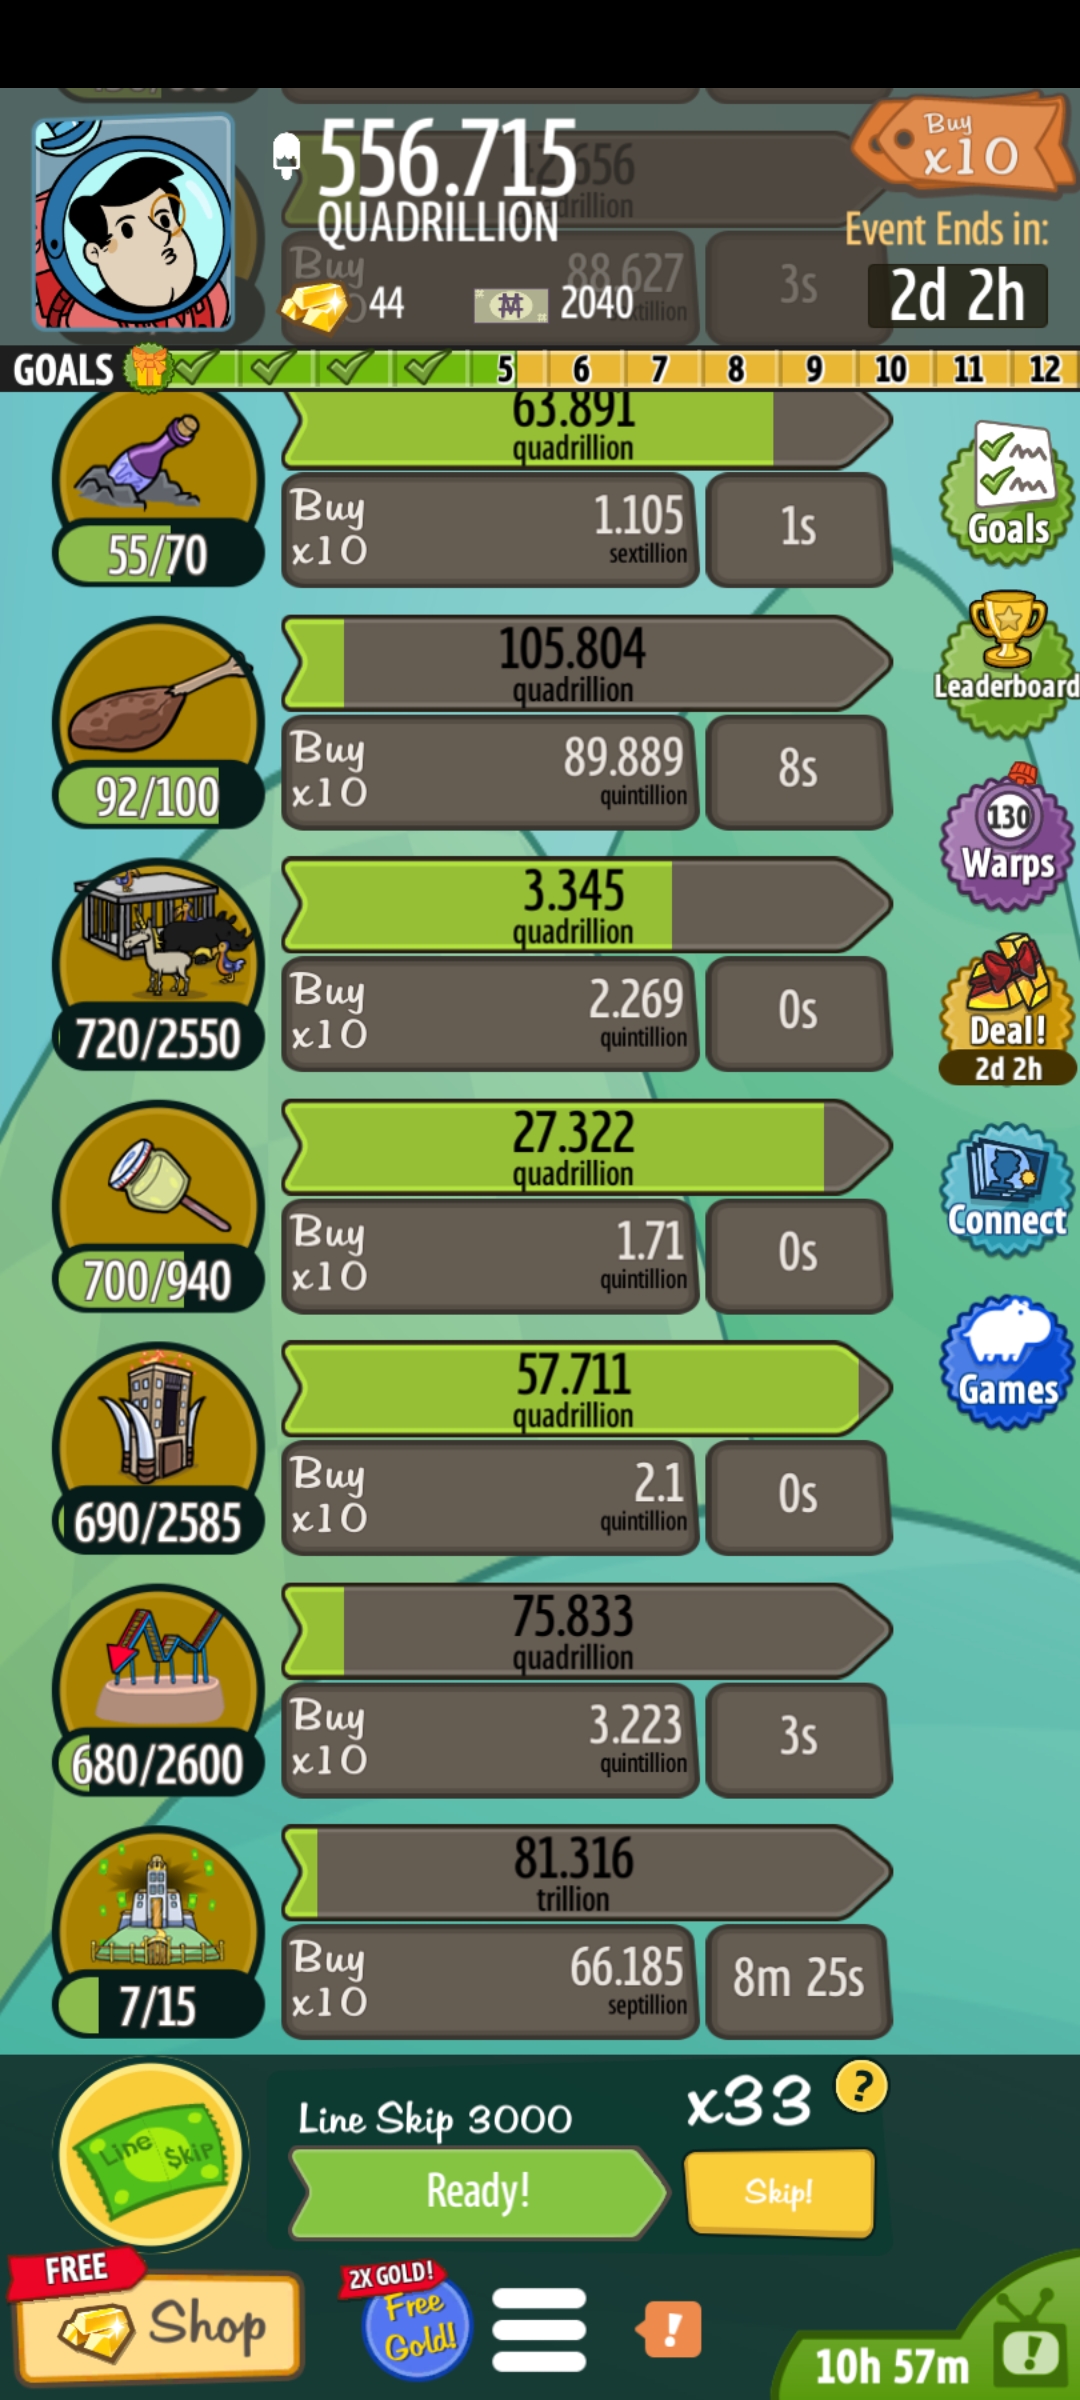 556.715
QUADRILLION
Buy
x10
Event Ends in:
2d 2h
44
2040
Buy
88.627
3s
GOALS
5
6
7
8
9
10
11
12
63.891
quadrillion
55/70
Buy
x10
1.105
sextillion
1s
Goals
105.804
quadrillion
92/100
Buy
x10
89.889
quintillion
8s
Leaderboard
130
Warps
3.345
quadrillion
720/2550
Buy
x10
2.269
quintillion
0s
Deal!
2d 2h
27.322
quadrillion
700/940
Buy
x10
1.71
quintillion
0s
Connect
57.711
quadrillion
690/2585
Buy
x10
2.1
quintillion
0s
Games
75.833
quadrillion
680/2600
Buy
x10
3.223
quintillion
3s
81.316
trillion
7/15
Buy
x10
66.185
septillion
8m 25s
Line $kip
Line Skip 3000
x33
?
Ready!
Skip!
FREE
Shop
2X GOLD!
Free
Gold!
!
10h 57m
!